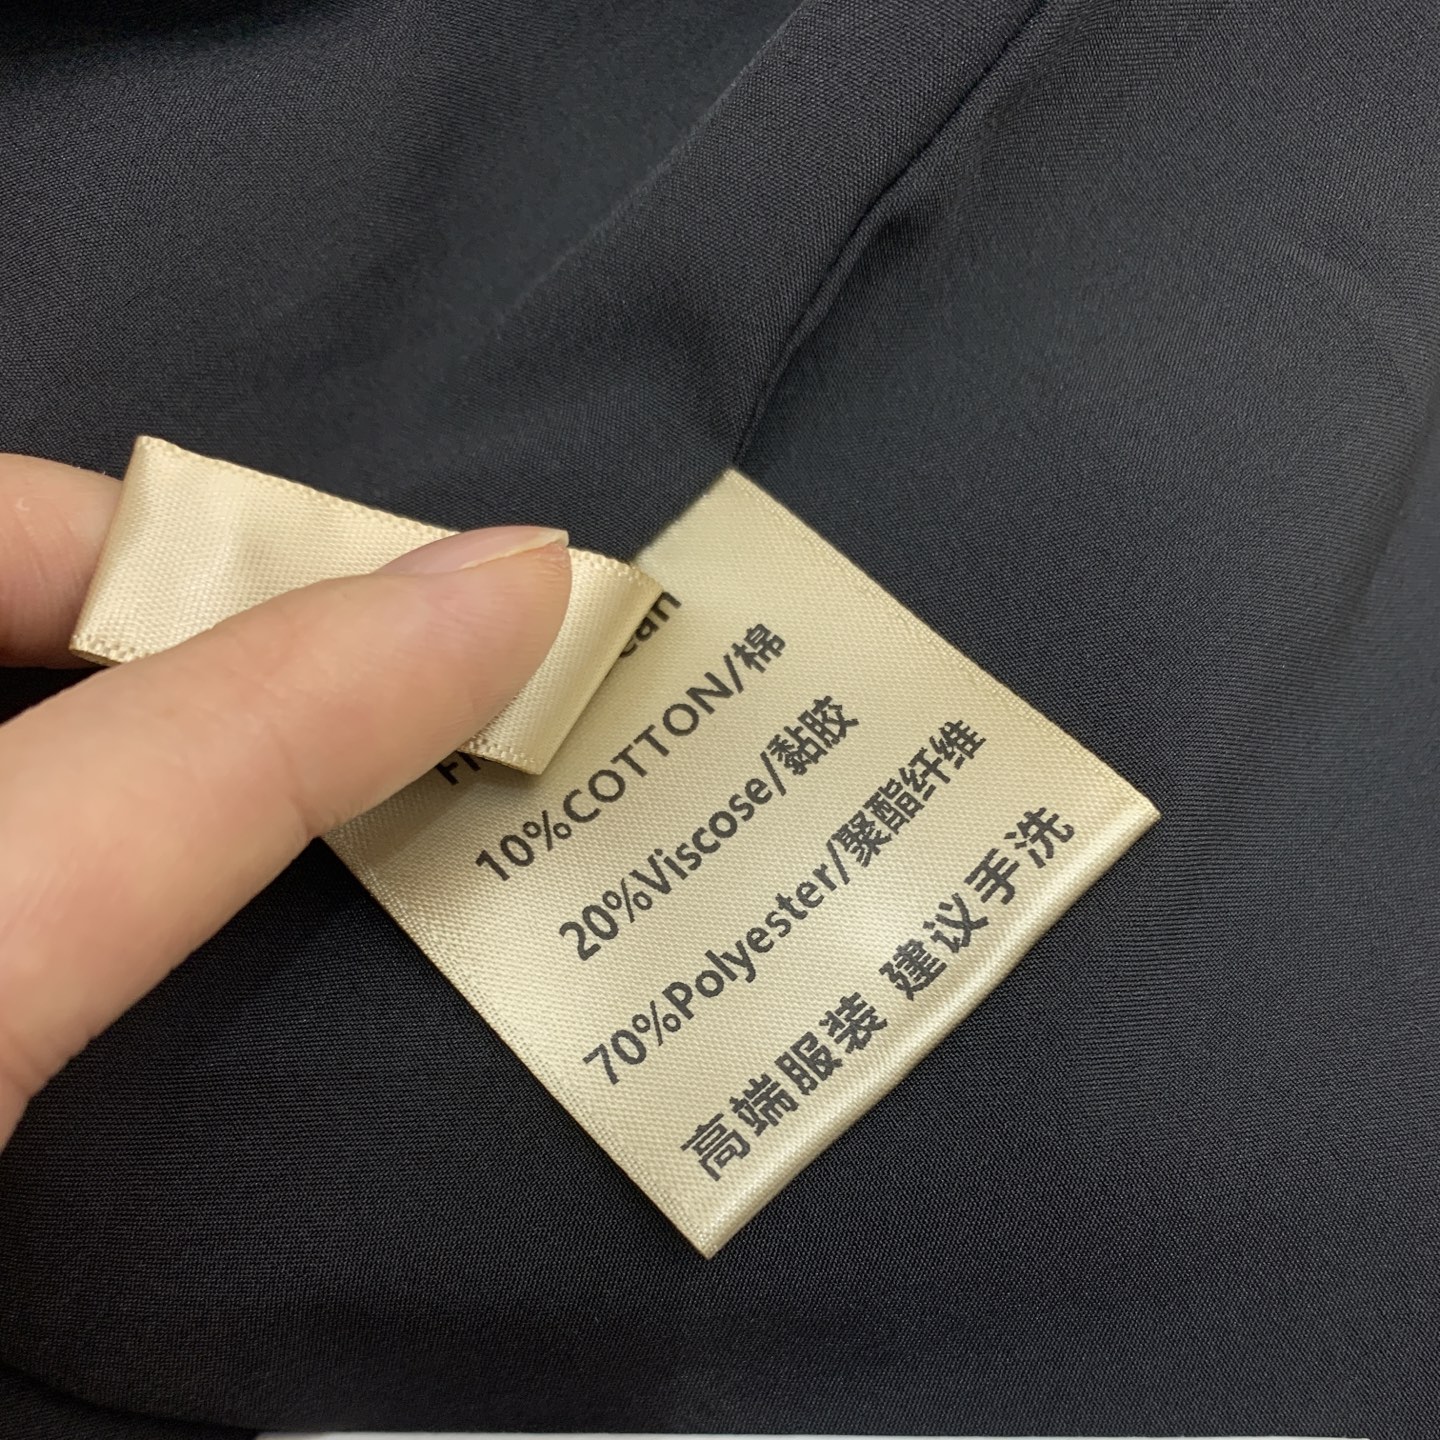 10%COTTON/棉
20%Viscose/黏胶
70%Polyester/聚酯纤维
高端服装 建议手洗